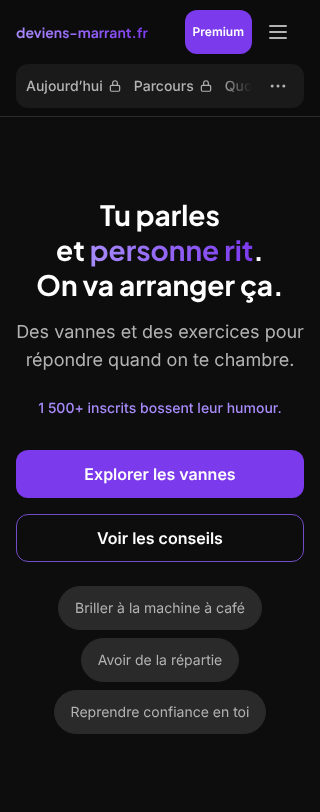 deviens-marrant.fr
Premium
Aujourd’hui Parcours
Tu parles
et personne rit.
On va arranger ça.
Des vannes et des exercices pour
répondre quand on te chambre.
1 500+ inscrits bossent leur humour.
Explorer les vannes
Voir les conseils
Briller à la machine à café
Avoir de la répartie
Reprendre confiance en toi